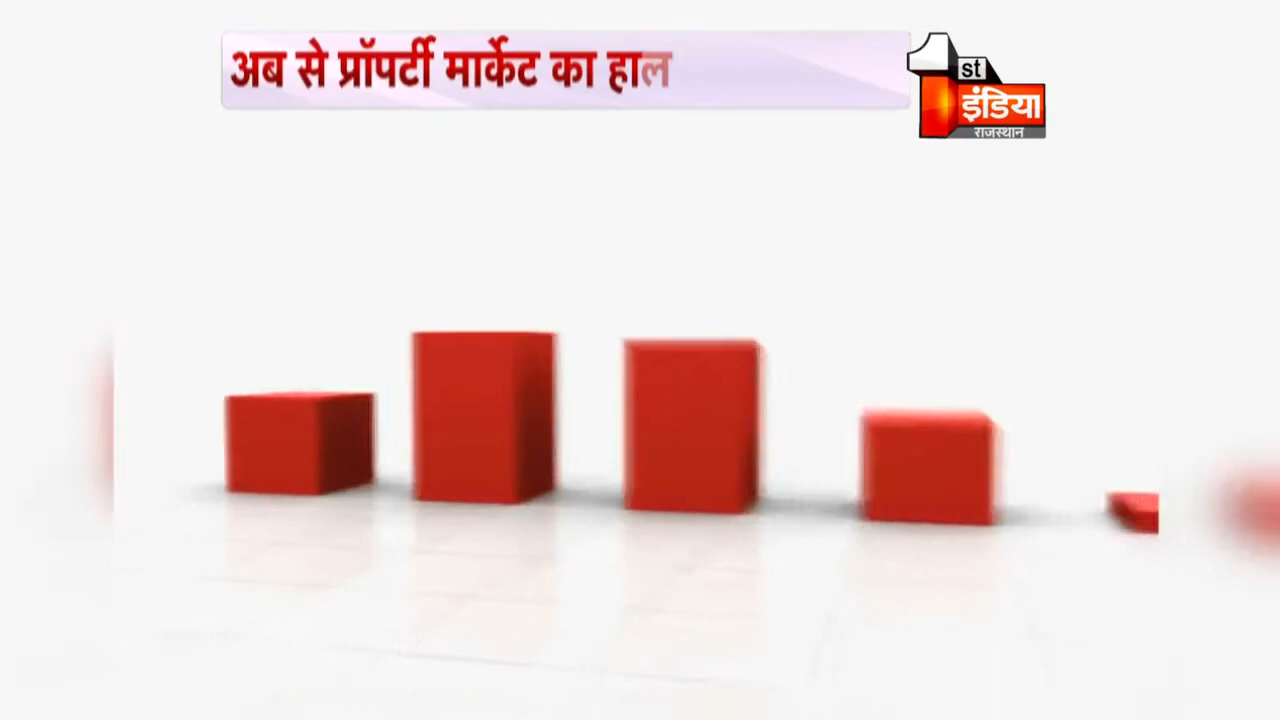 अब से प्रॉपर्टी मार्केट का हाल
1st
इंडिया
राजस्थान